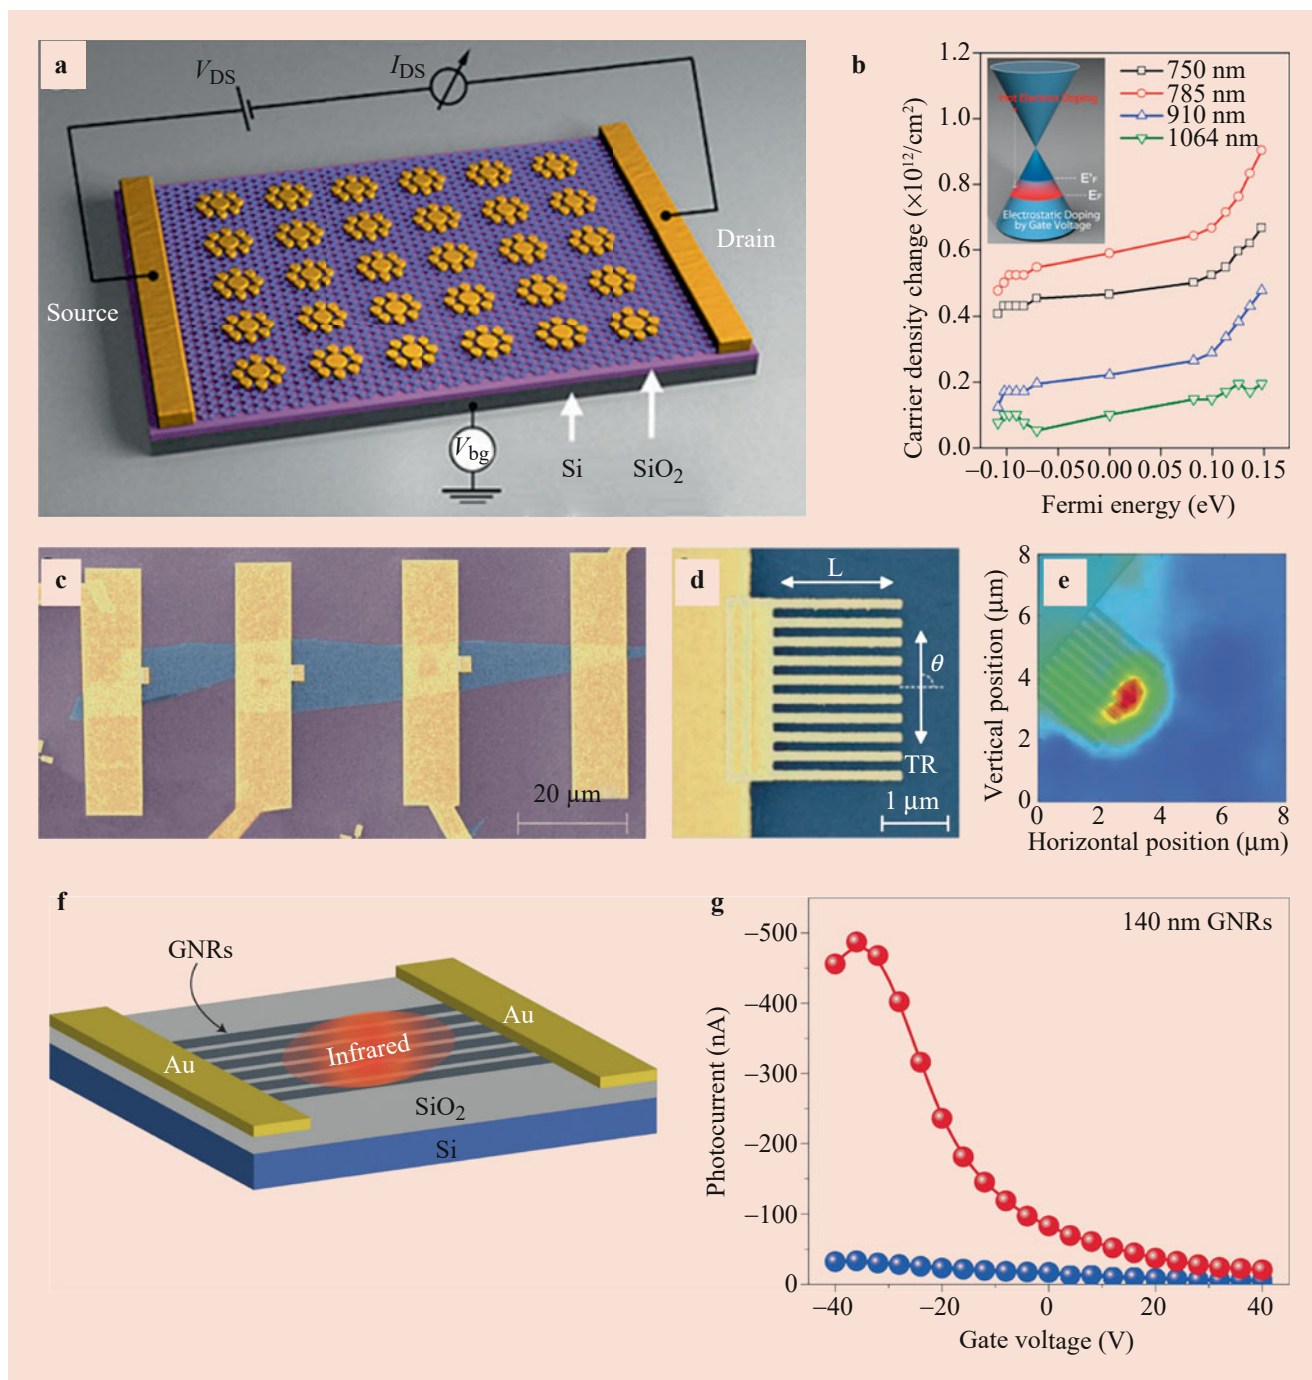 a
V_DS
I_DS
Source
Drain
V_bg
Si
SiO₂
b
1.2
1.0
0.8
0.6
0.4
0.2
0.0
Carrier density change (×10¹²/cm²)
−0.10
−0.05
0.00
0.05
0.10
0.15
Fermi energy (eV)
750 nm
785 nm
910 nm
1064 nm
Hot Electron Doping
E'F
EF
Electrostatic Doping
by Gate Voltage
c
20 µm
d
L
θ
TR
1 µm
e
8
6
4
2
0
Vertical position (µm)
0 2 4 6 8
Horizontal position (µm)
f
GNRs
Au
Infrared
Au
SiO₂
Si
g
140 nm GNRs
−500
−400
−300
−200
−100
0
Photocurrent (nA)
−40
−20
0
20
40
Gate voltage (V)